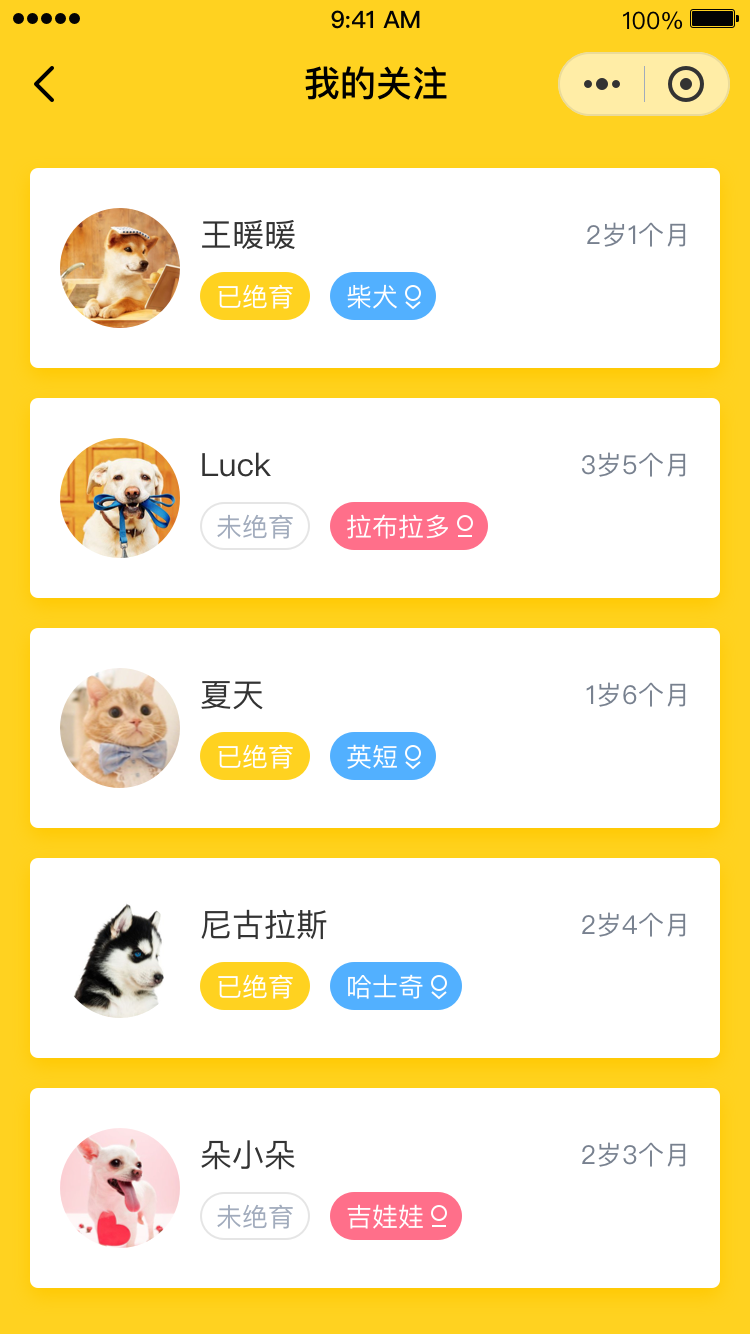 9:41 AM 100%
我的关注
王暖暖 2岁1个月
已绝育 柴犬
Luck 3岁5个月
未绝育 拉布拉多
夏天 1岁6个月
已绝育 英短
尼古拉斯 2岁4个月
已绝育 哈士奇
朵小朵 2岁3个月
未绝育 吉娃娃